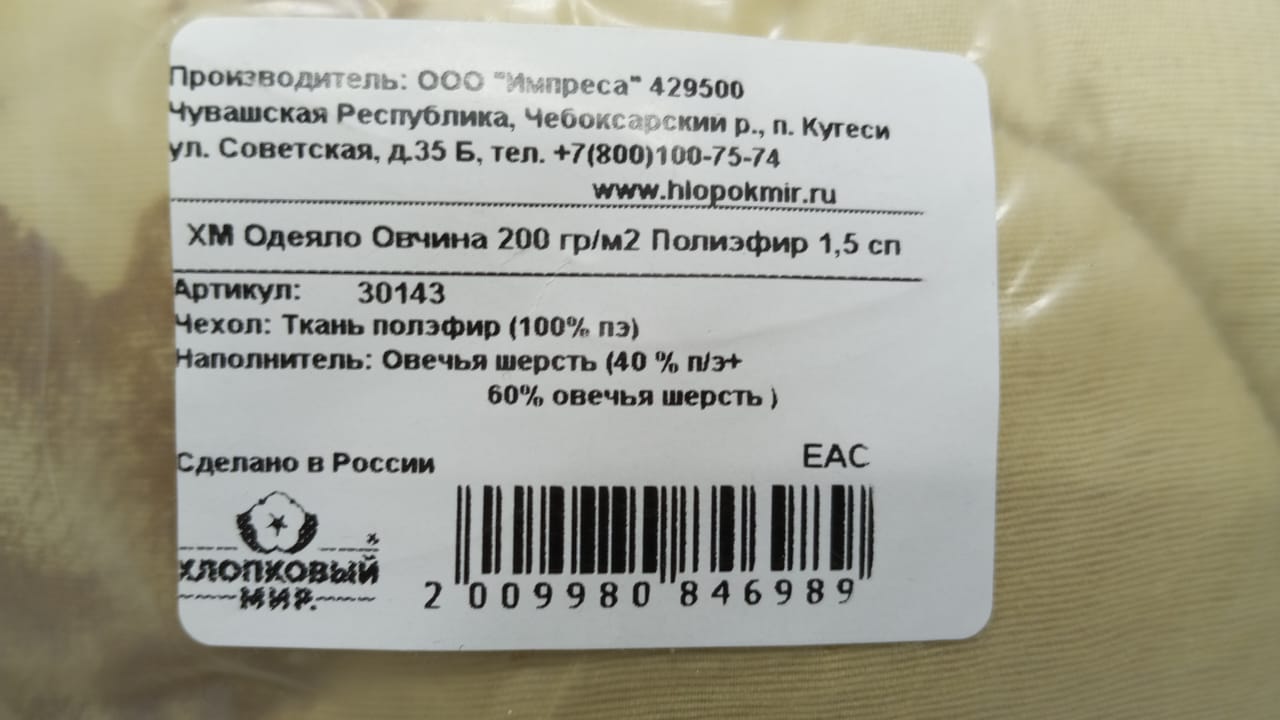 Производитель: ООО "Импреса" 429500
Чувашская Республика, Чебоксарский р., п. Кугеси
ул. Советская, д.35 Б, тел. +7(800)100-75-74
www.hlopokmir.ru
ХМ Одеяло Овчина 200 гр/м2 Полиэфир 1,5 сп
Артикул: 30143
Чехол: Ткань полэфир (100% пэ)
Наполнитель: Овечья шерсть (40 % п/э+
60% овечья шерсть )
Сделано в России
EAC
ХЛОПКОВЫЙ
МИР
2 009980 846989